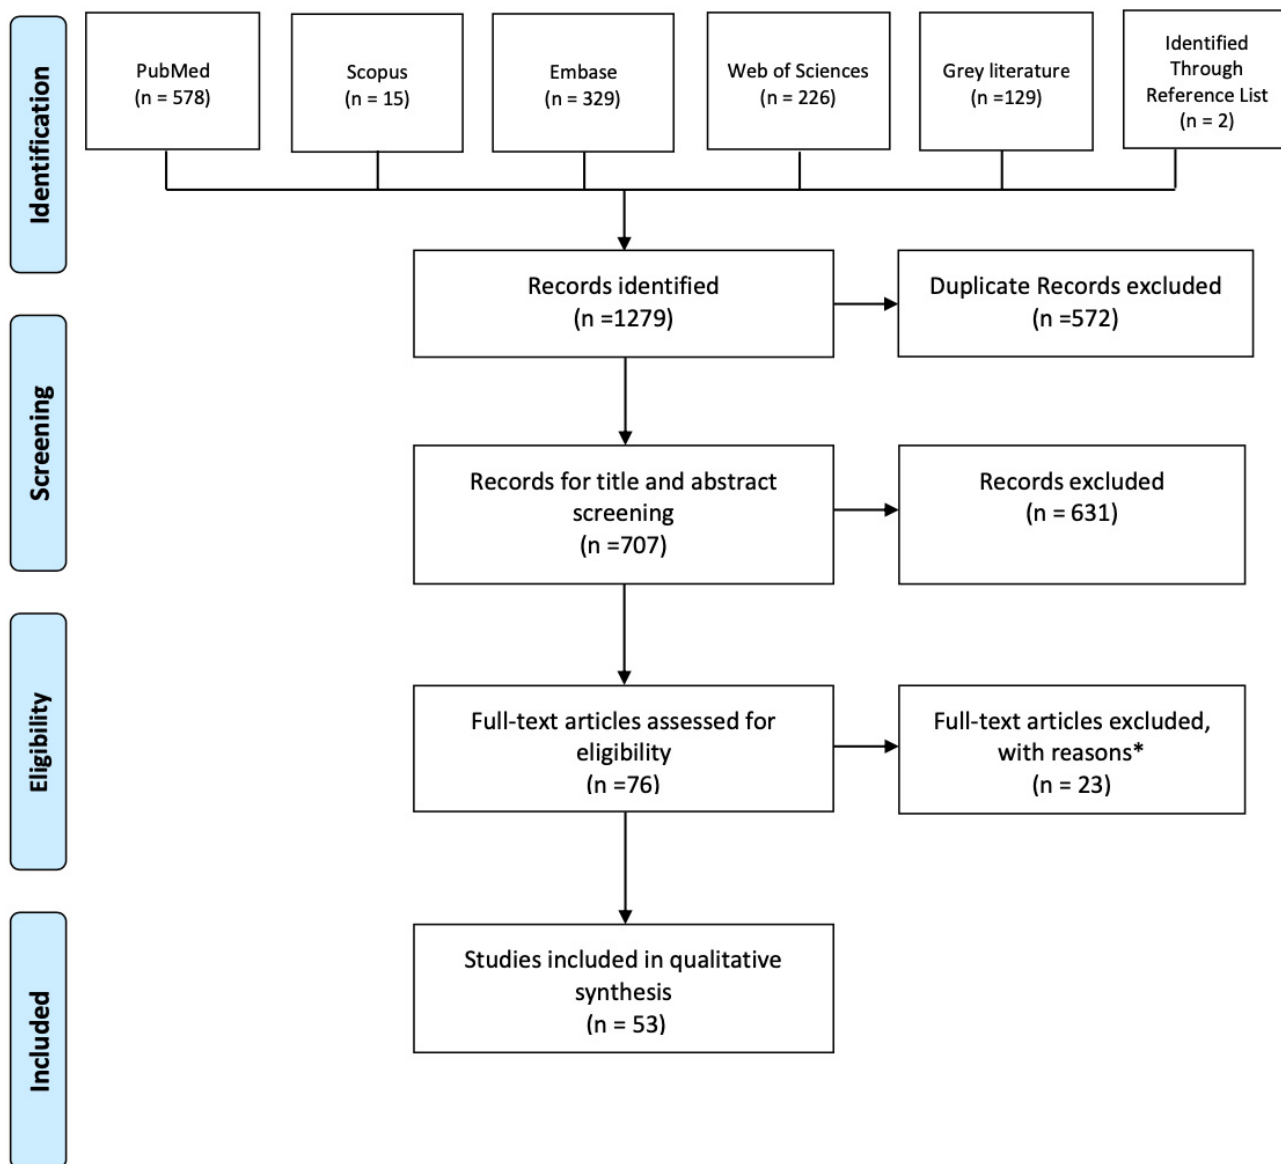 Identification
PubMed
(n = 578)
Scopus
(n = 15)
Embase
(n = 329)
Web of Sciences
(n = 226)
Grey literature
(n =129)
Identified
Through
Reference List
(n = 2)
Records identified
(n =1279)
Duplicate Records excluded
(n =572)
Screening
Records for title and abstract
screening
(n =707)
Records excluded
(n = 631)
Eligibility
Full-text articles assessed for
eligibility
(n =76)
Full-text articles excluded,
with reasons*
(n = 23)
Included
Studies included in qualitative
synthesis
(n = 53)